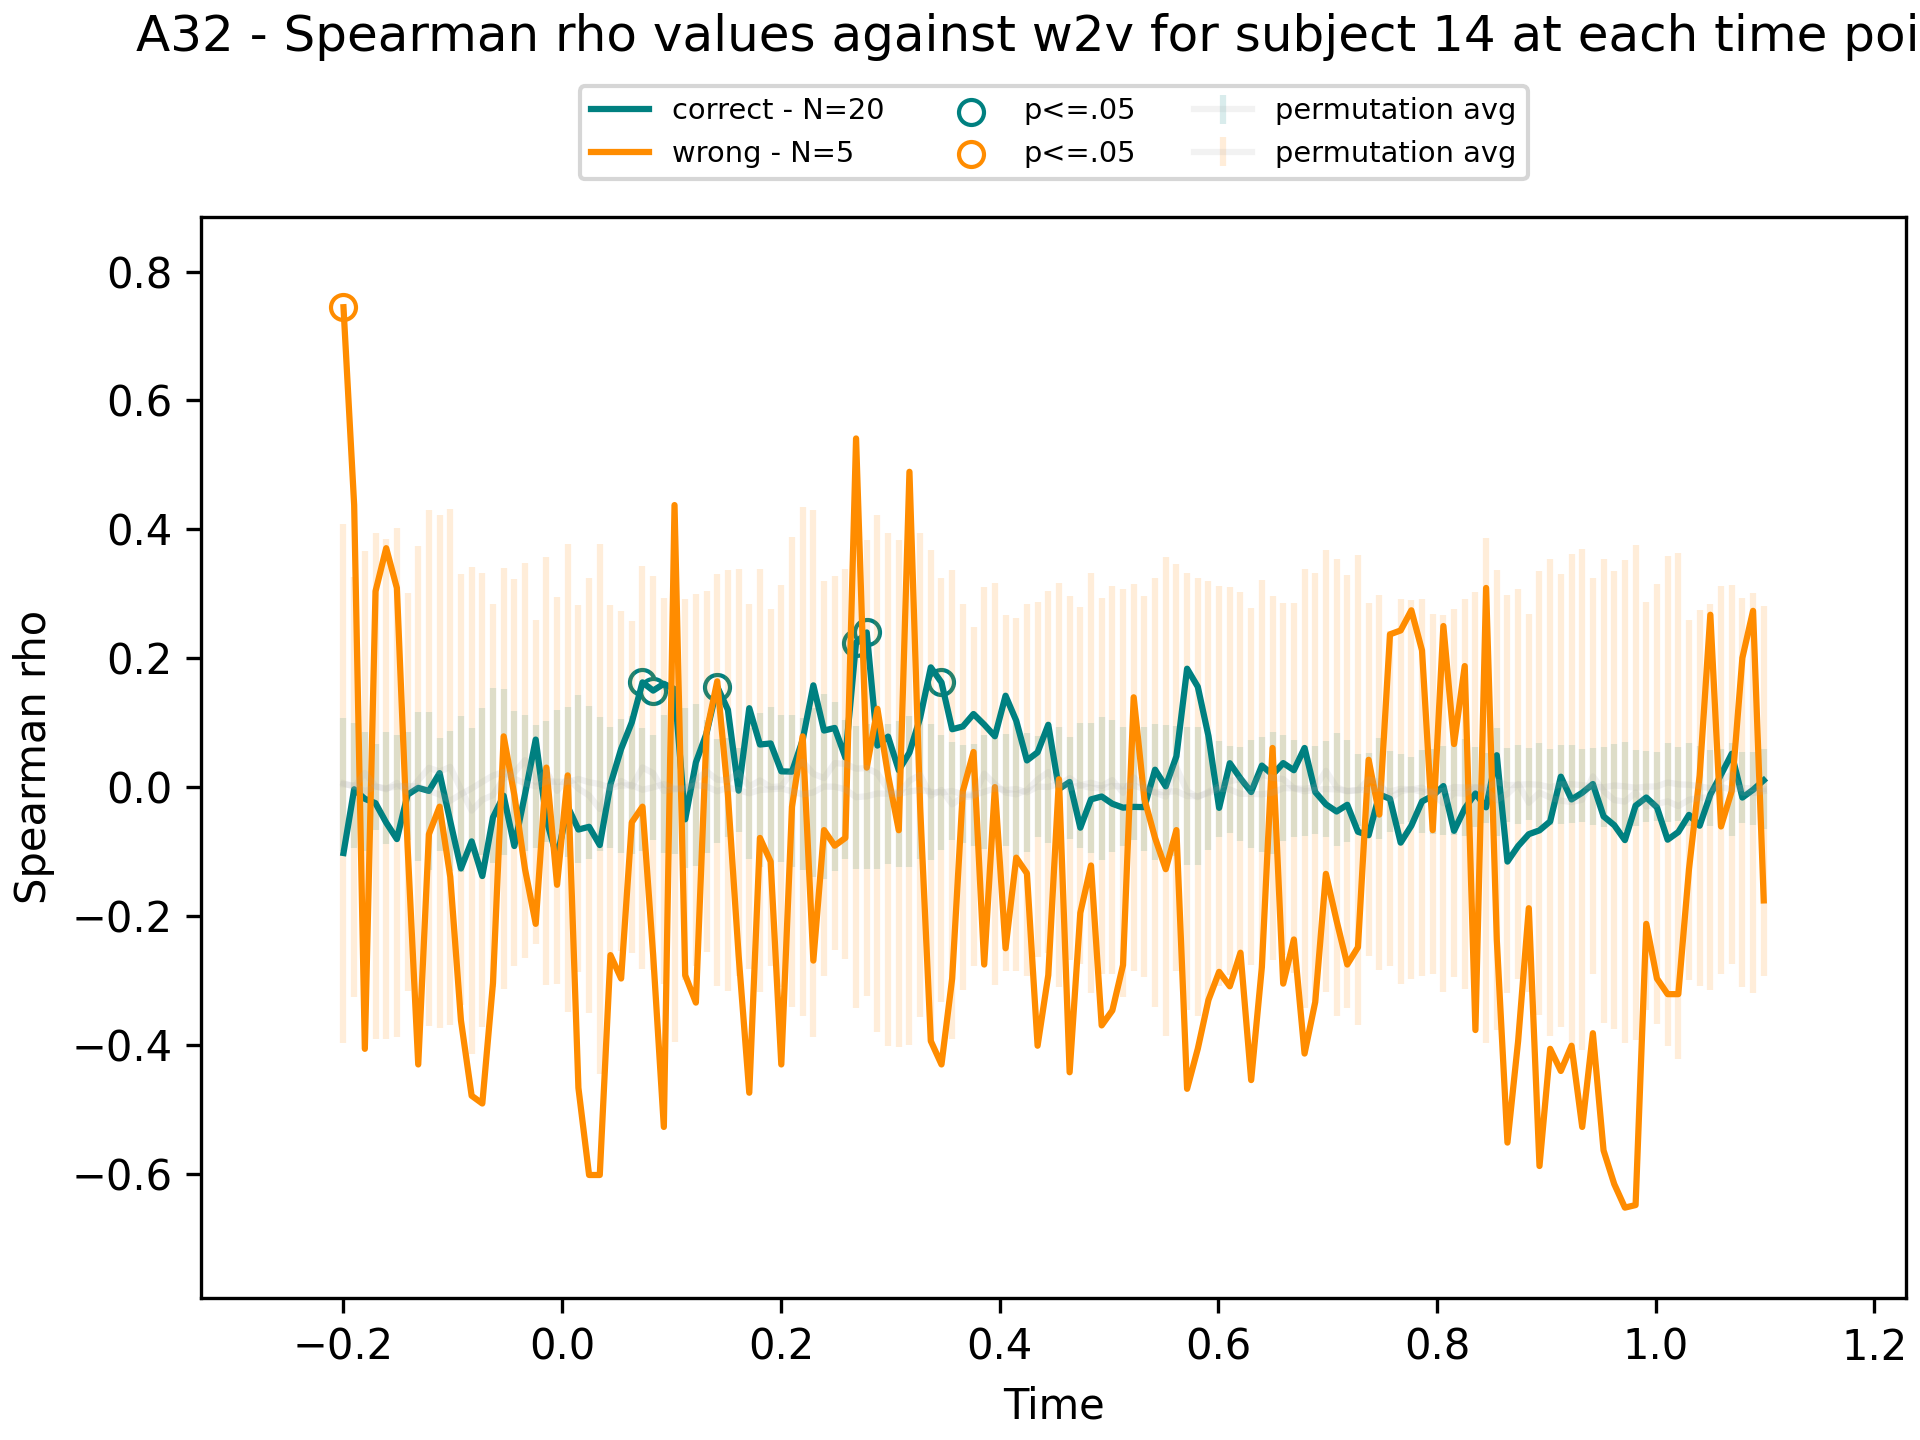 A32 - Spearman rho values against w2v for subject 14 at each time poi
correct - N=20
wrong - N=5
p<=.05
p<=.05
permutation avg
permutation avg
0.8
0.6
0.4
0.2
0.0
−0.2
−0.4
−0.6
Spearman rho
−0.2 0.0 0.2 0.4 0.6 0.8 1.0 1.2
Time